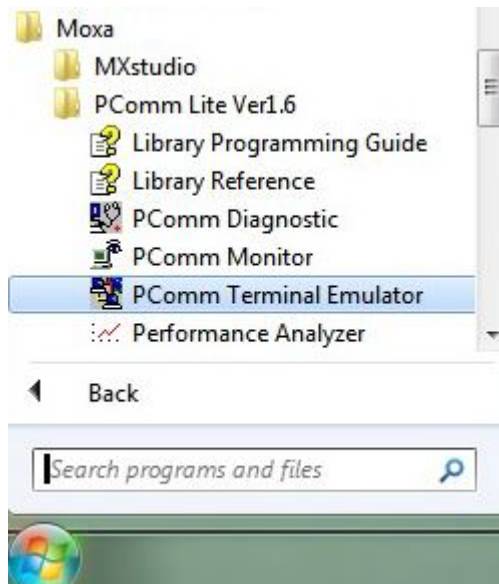 Moxa
MXstudio
PComm Lite Ver1.6
Library Programming Guide
Library Reference
PComm Diagnostic
PComm Monitor
PComm Terminal Emulator
Performance Analyzer
Back
Search programs and files